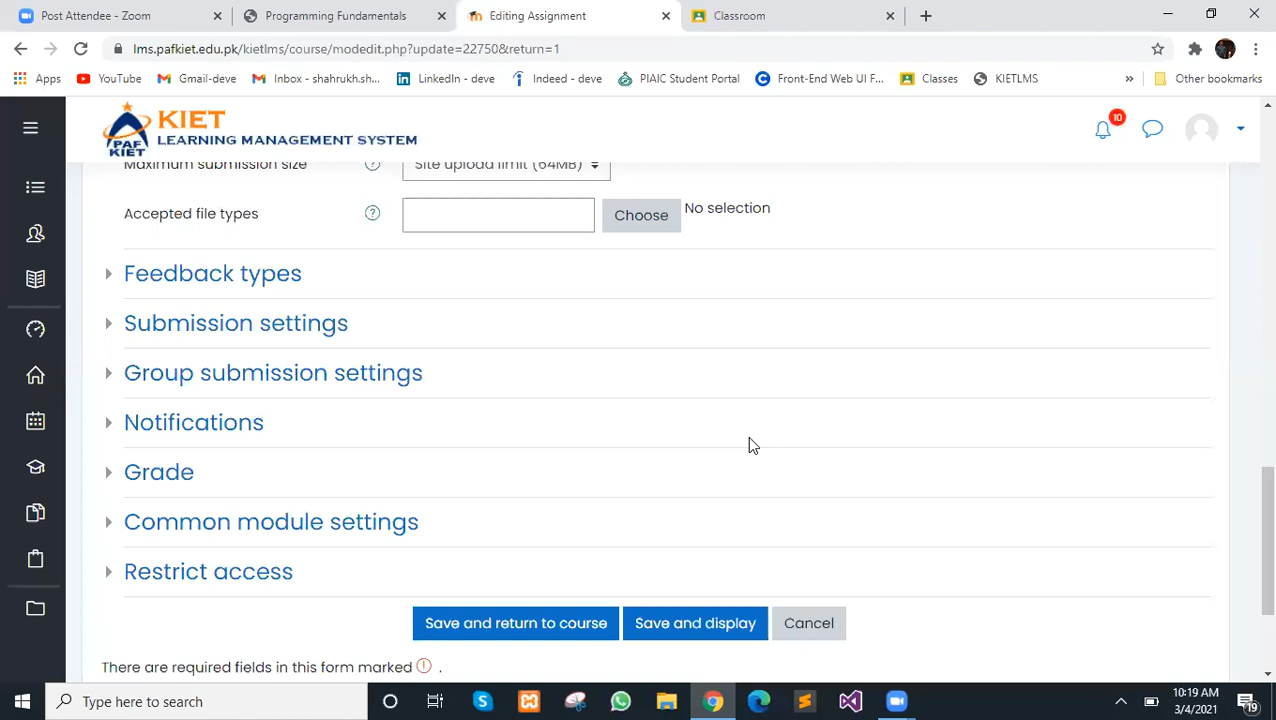 Post Attendee - Zoom
Programming Fundamentals
Editing Assignment
Classroom
lms.pafkiet.edu.pk/kietlms/course/modedit.php?update=22750&return=1
Apps
YouTube
Gmail-deve
Inbox - shahrukh.sh...
LinkedIn - deve
Indeed - deve
PIAIC Student Portal
Front-End Web UI F...
Classes
KIETLMS
»
Other bookmarks
KIET
LEARNING MANAGEMENT SYSTEM
PAF
KIET
10
Maximum submission size
Site upload limit (64MB)
Accepted file types
Choose
No selection
Feedback types
Submission settings
Group submission settings
Notifications
Grade
Common module settings
Restrict access
Save and return to course
Save and display
Cancel
There are required fields in this form marked .
Type here to search
10:19 AM
3/4/2021
19